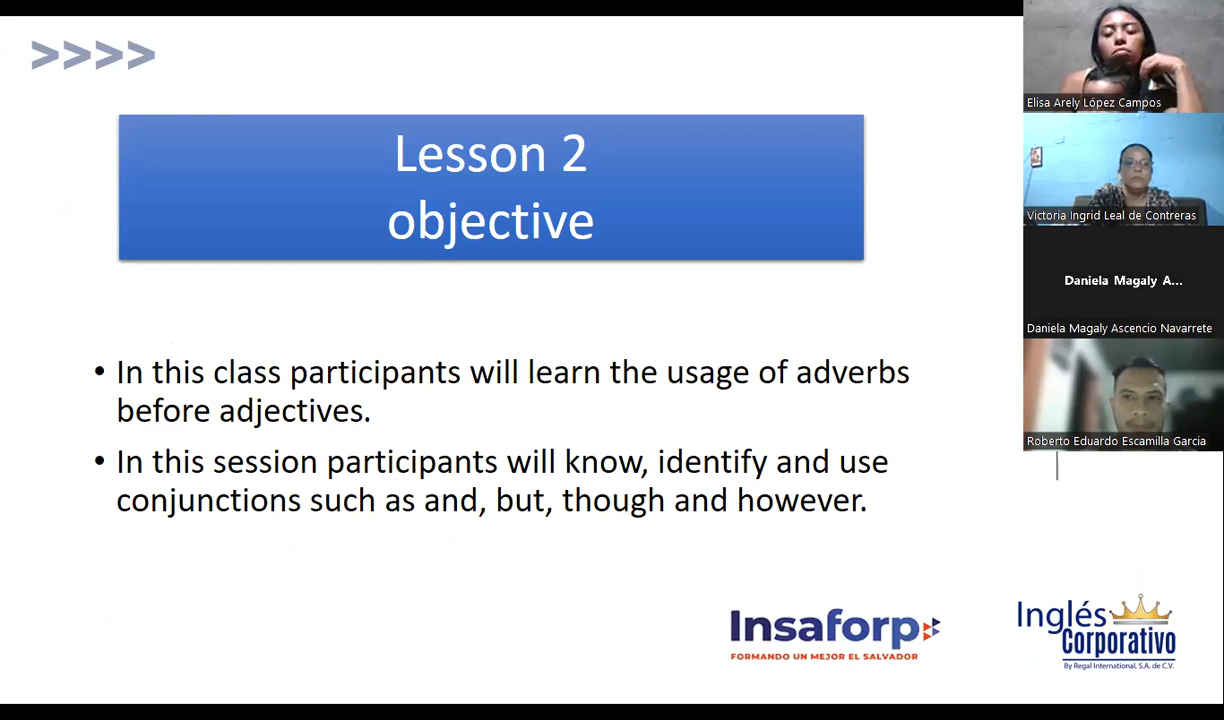 >>>>
Lesson 2
objective
• In this class participants will learn the usage of adverbs
before adjectives.
• In this session participants will know, identify and use
conjunctions such as and, but, though and however.
Insaforp
FORMANDO UN MEJOR EL SALVADOR
Inglés
Corporativo
By Regal International, S.A. de C.V.
Elisa Arely López Campos
Victoria Ingrid Leal de Contreras
Daniela Magaly A...
Daniela Magaly Ascencio Navarrete
Roberto Eduardo Escamilla Garcia